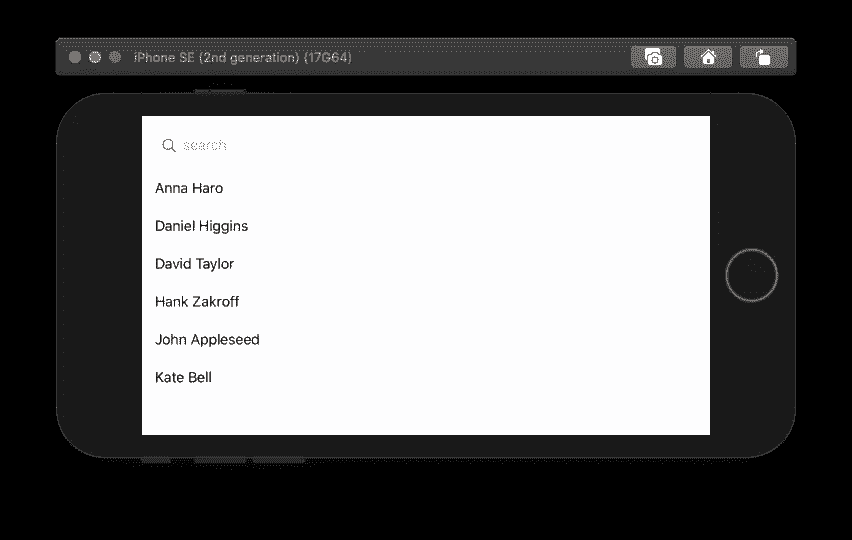 iPhone SE (2nd generation) (17G64)
search
Anna Haro
Daniel Higgins
David Taylor
Hank Zakroff
John Appleseed
Kate Bell